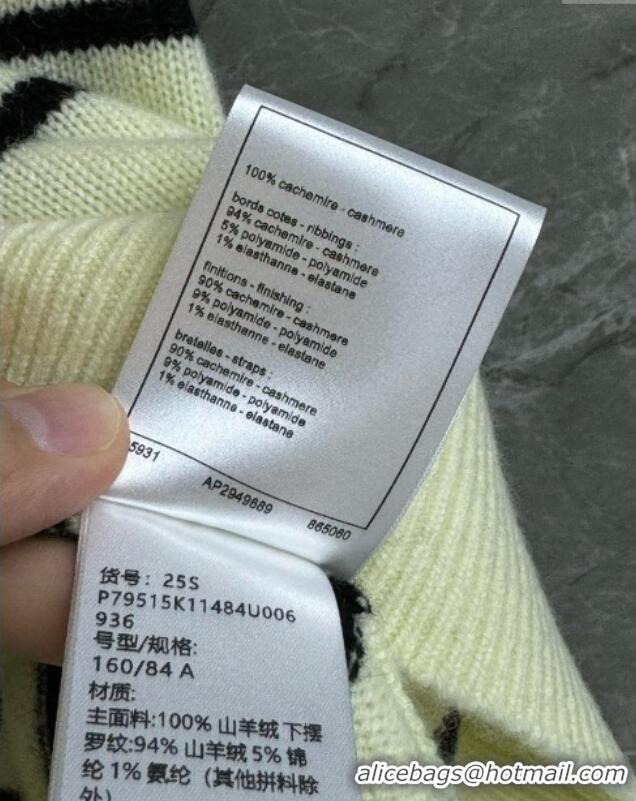 100% cachemire - cashmere
bords cotes - ribbings :
94% cachemire - cashmere
5% polyamide - polyamide
1% elasthanne - elastane
finitions - finishing :
90% cachemire - cashmere
9% polyamide - polyamide
1% elasthanne - elastane
bretelles - straps :
90% cachemire - cashmere
9% polyamide - polyamide
1% elasthanne - elastane
5931 AP2949689 865060
货号：25S
P79515K11484U006
936
号型/规格:
160/84 A
材质:
主面料:100% 山羊绒 下摆
罗纹:94% 山羊绒 5% 锦
纶 1% 氨纶（其他拼料除
外）
alicebags@hotmail.com